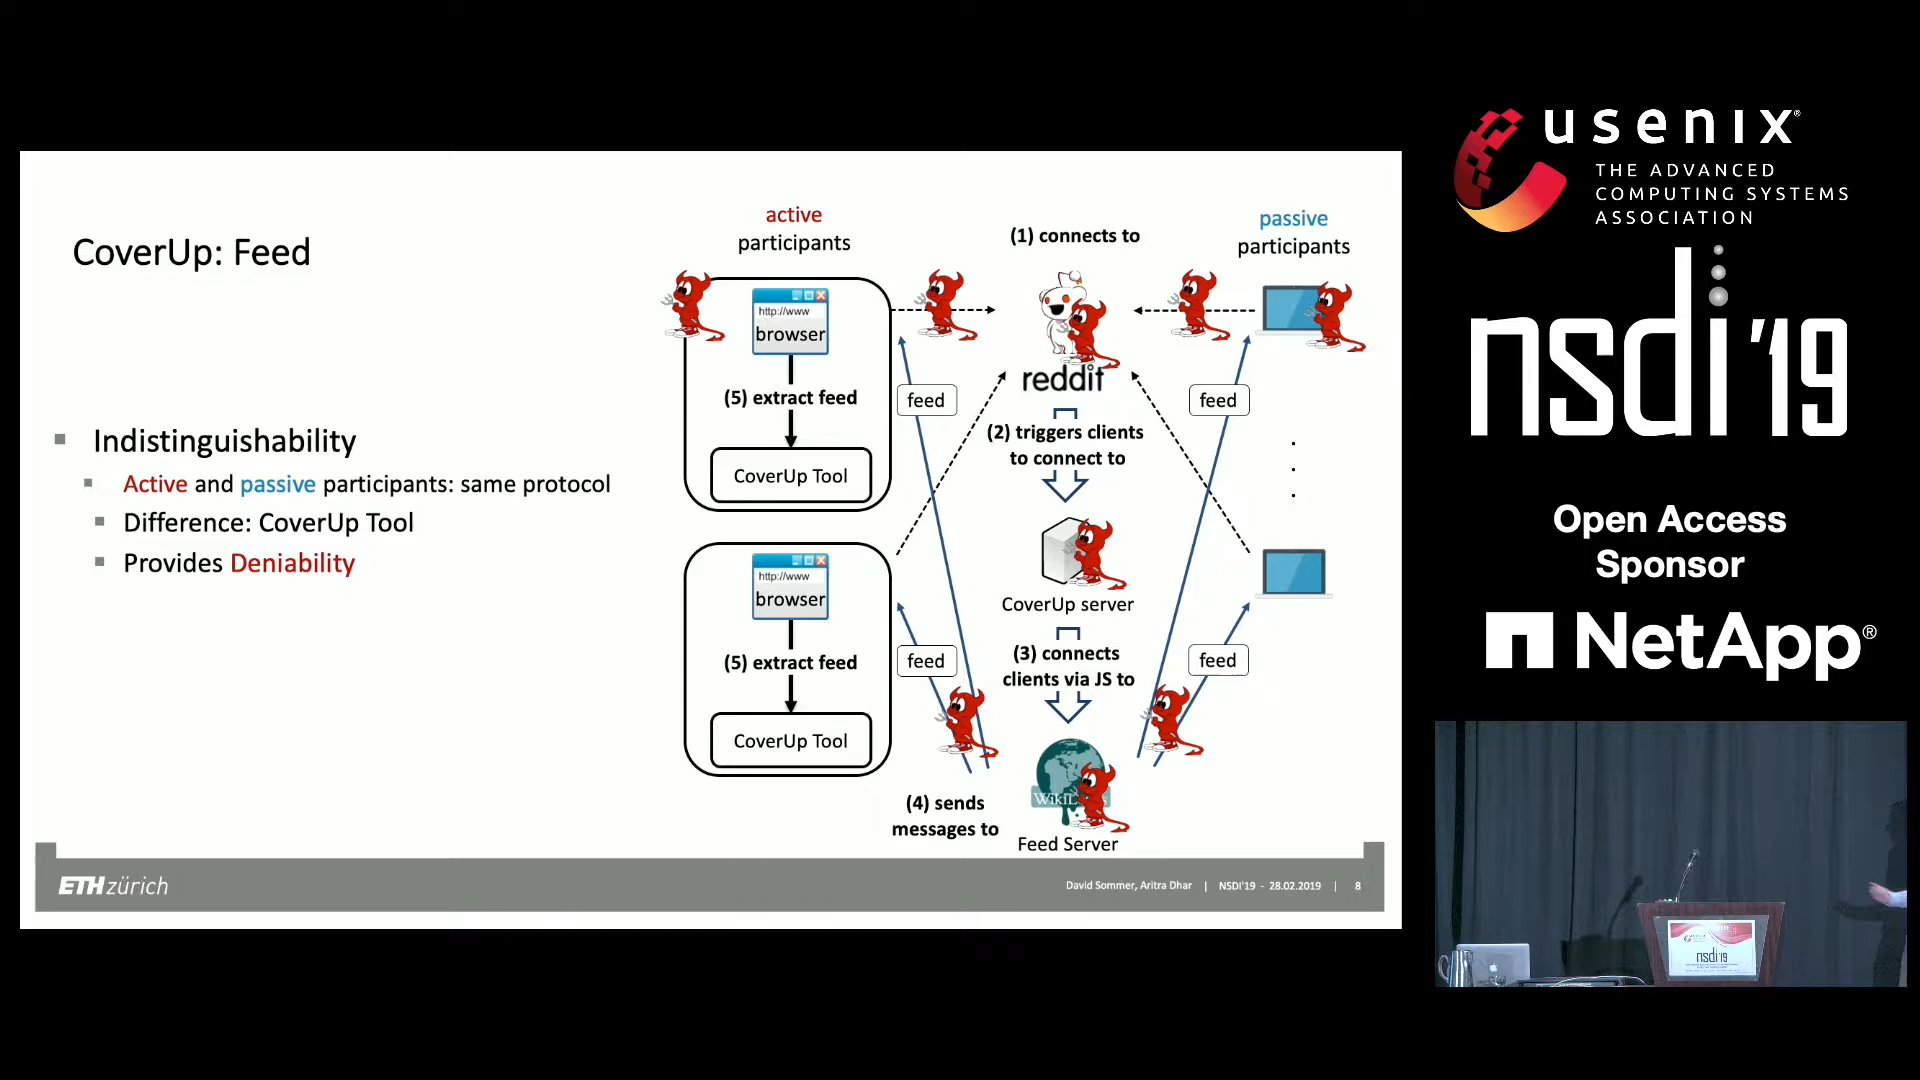 CoverUp: Feed
Indistinguishability
Active and passive participants: same protocol
Difference: CoverUp Tool
Provides Deniability
active
participants
(1) connects to
passive
participants
http://www
browser
(5) extract feed
CoverUp Tool
feed
reddit
feed
(2) triggers clients
to connect to
CoverUp server
http://www
browser
(5) extract feed
CoverUp Tool
feed
(3) connects
clients via JS to
feed
(4) sends
messages to
Feed Server
ETH zürich
David Sommer, Aritra Dhar | NSDI'19 - 28.02.2019 | 8
usenix®
THE ADVANCED
COMPUTING SYSTEMS
ASSOCIATION
nsdi '19
Open Access
Sponsor
NetApp®
nsdi'19